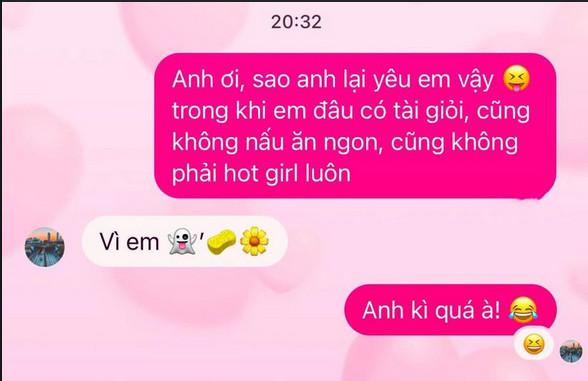 20:32
Anh ơi, sao anh lại yêu em vậy 😝
trong khi em đâu có tài giỏi, cũng
không nấu ăn ngon, cũng không
phải hot girl luôn
Vì em 👻’🧽🌼
Anh kì quá à! 😂
😆